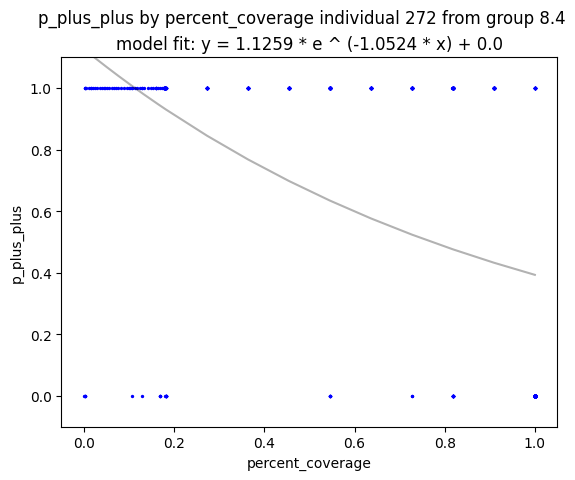 p_plus_plus by percent_coverage individual 272 from group 8.4
model fit: y = 1.1259 * e ^ (-1.0524 * x) + 0.0
p_plus_plus
1.0
0.8
0.6
0.4
0.2
0.0
0.0 0.2 0.4 0.6 0.8 1.0
percent_coverage